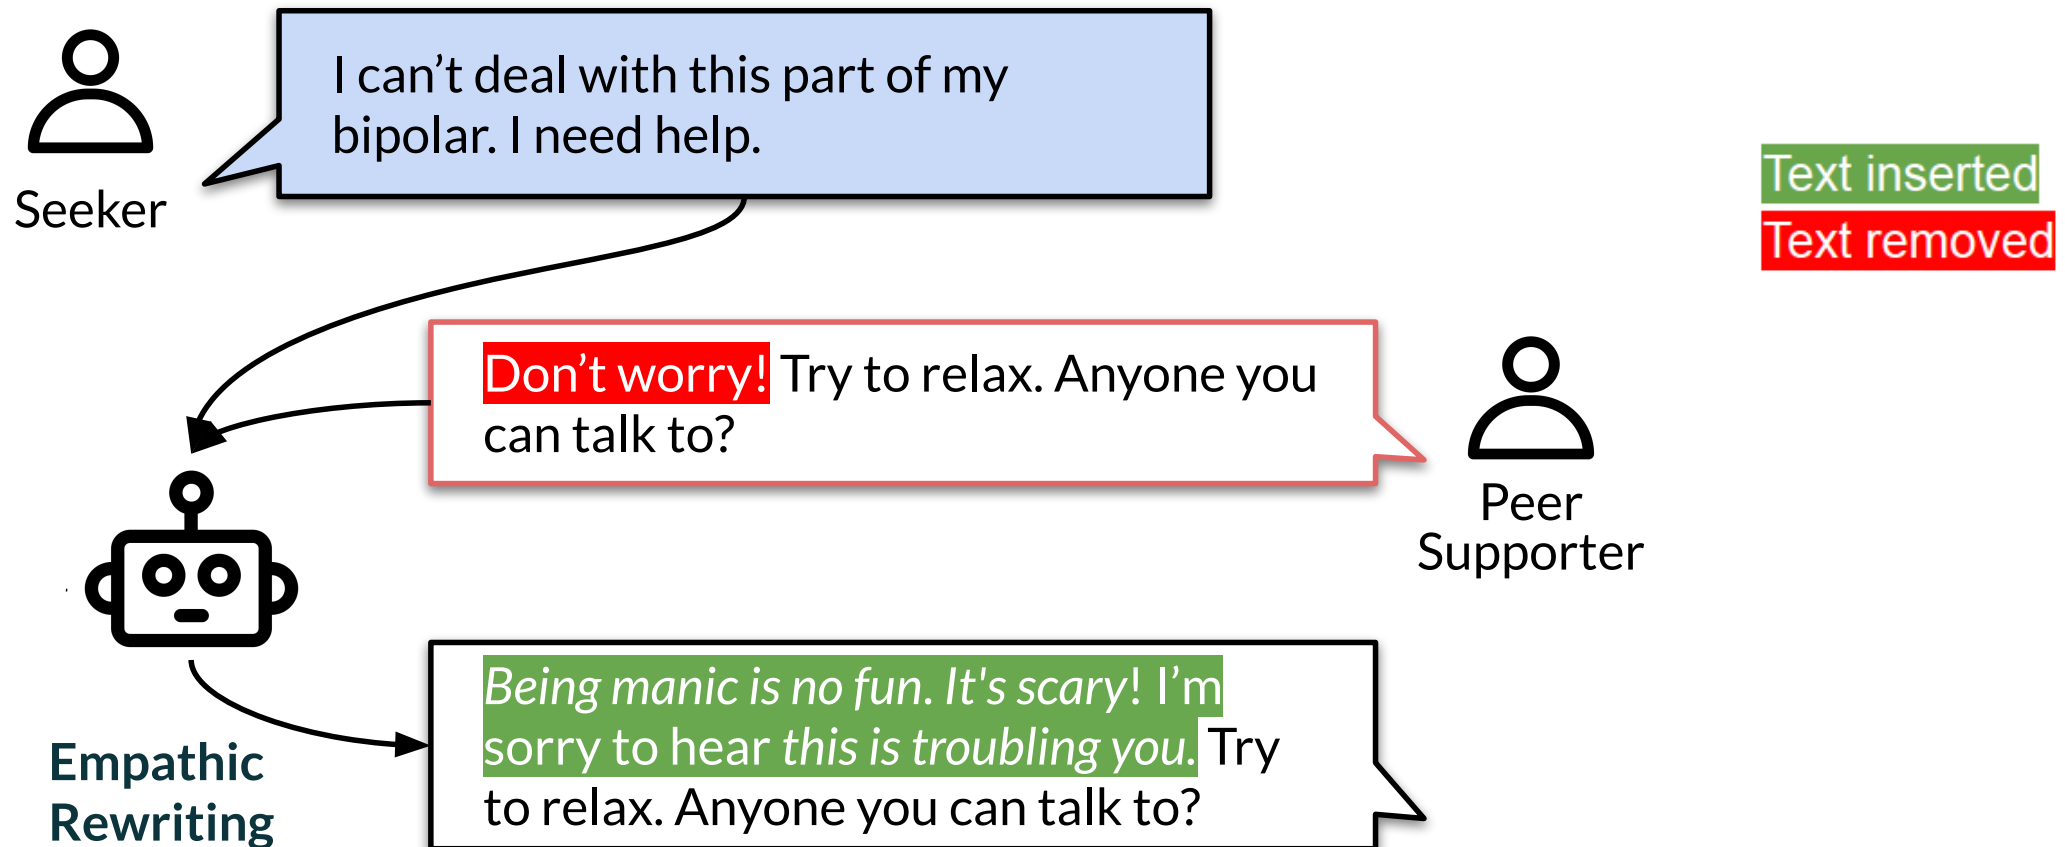 I can’t deal with this part of my
bipolar. I need help.
Seeker
Text inserted
Text removed
Don’t worry! Try to relax. Anyone you
can talk to?
Peer
Supporter
Being manic is no fun. It's scary! I’m
sorry to hear this is troubling you. Try
to relax. Anyone you can talk to?
Empathic
Rewriting